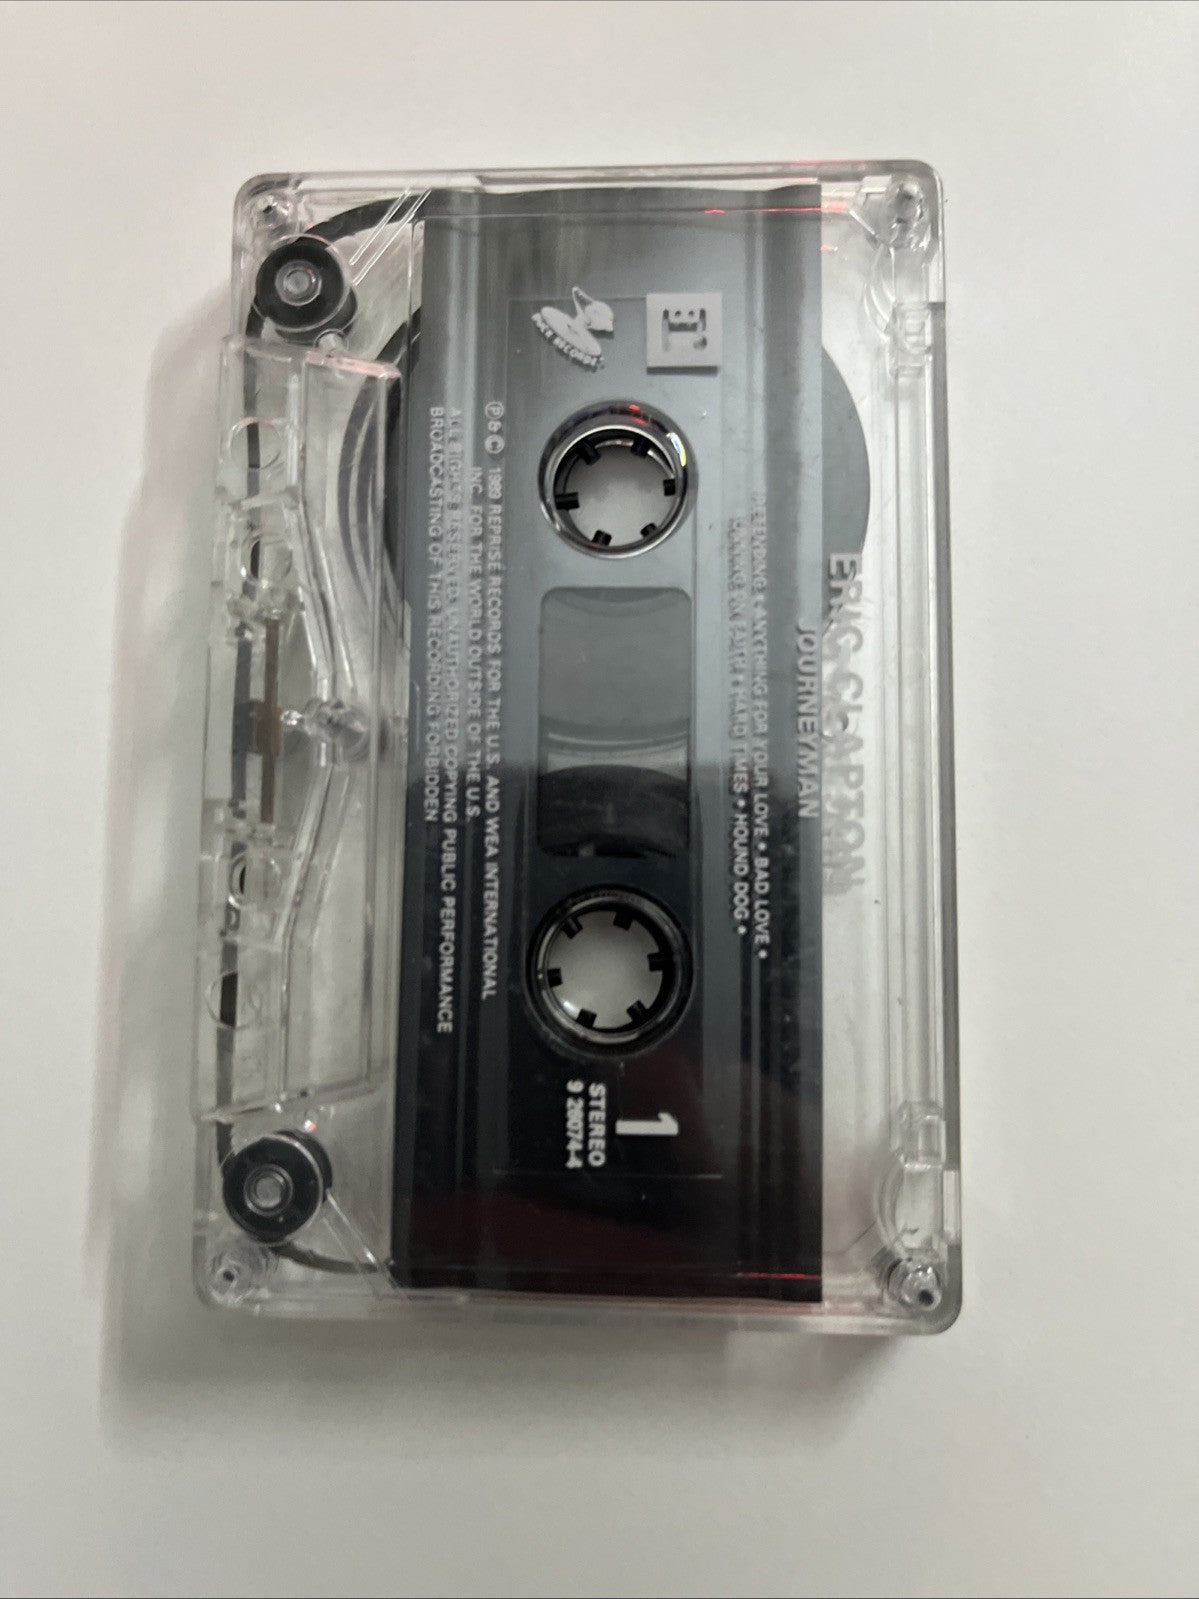 ERIC CLAPTON
JOURNEYMAN
PRETENDING • ANYTHING FOR YOUR LOVE • BAD LOVE •
RUNNING ON FAITH • HARD TIMES • HOUND DOG •
DUCK RECORDS
1
STEREO
9 26074-4
℗ & © 1989 REPRISE RECORDS FOR THE U.S. AND WEA INTERNATIONAL
INC. FOR THE WORLD OUTSIDE OF THE U.S.
ALL RIGHTS RESERVED. UNAUTHORIZED COPYING PUBLIC PERFORMANCE
BROADCASTING OF THIS RECORDING FORBIDDEN